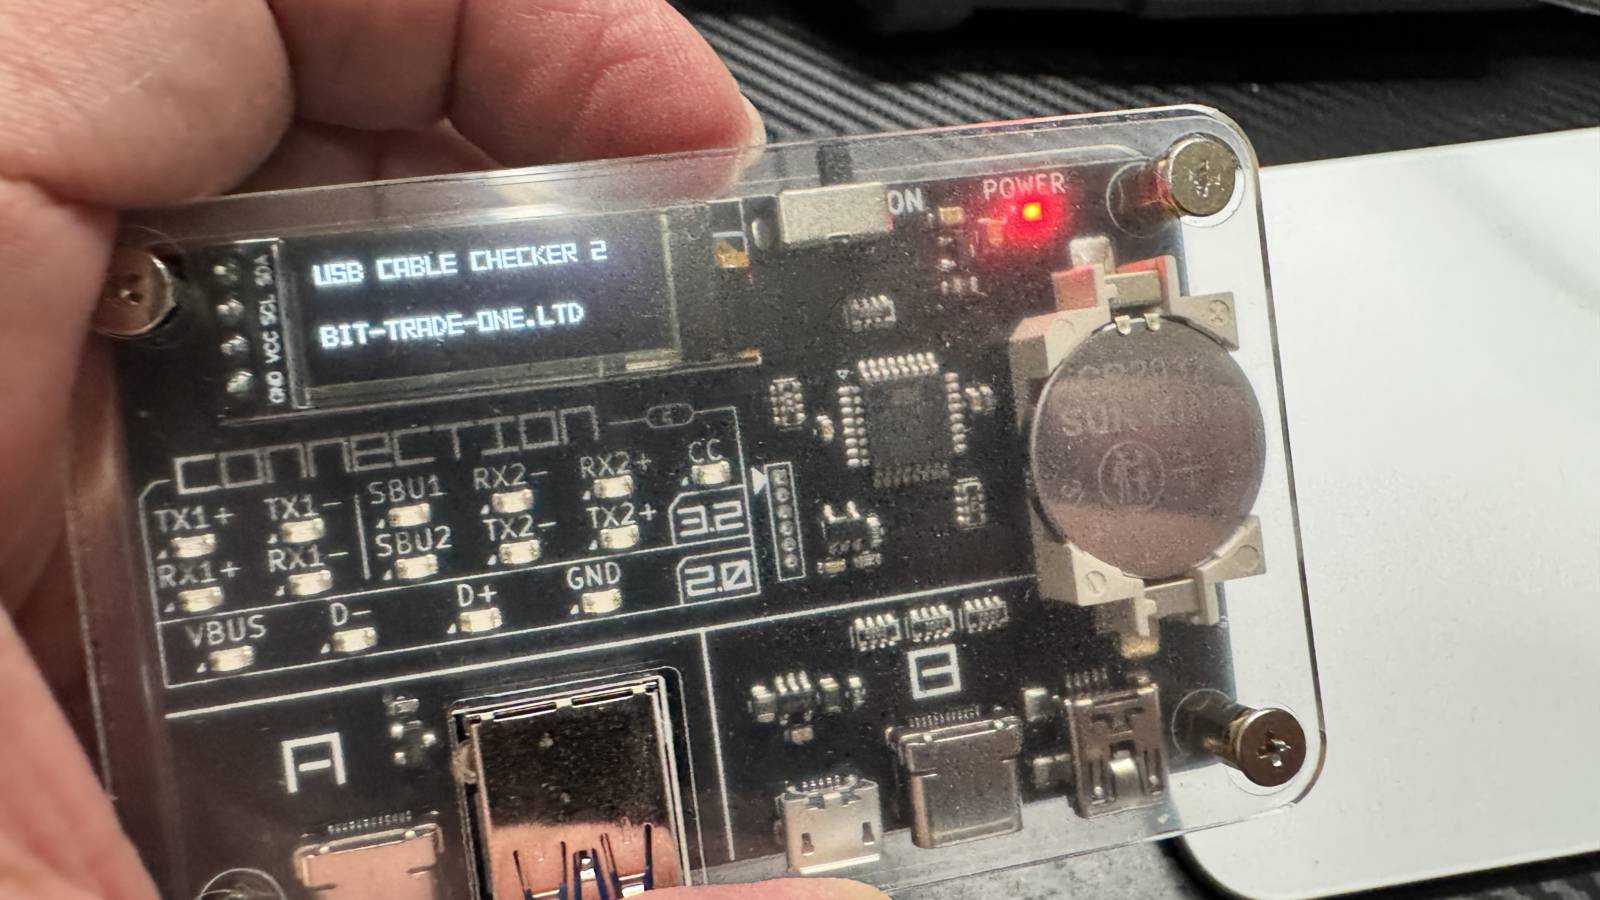 USB CABLE CHECKER 2
BIT-TRADE-ONE.LTD
ON
POWER
GND VCC SCL SDA
CONNECTION
TX1+ TX1- SBU1 RX2- RX2+ CC
RX1+ RX1- SBU2 TX2- TX2+ 3.2
VBUS D- D+ GND 2.0
A
B